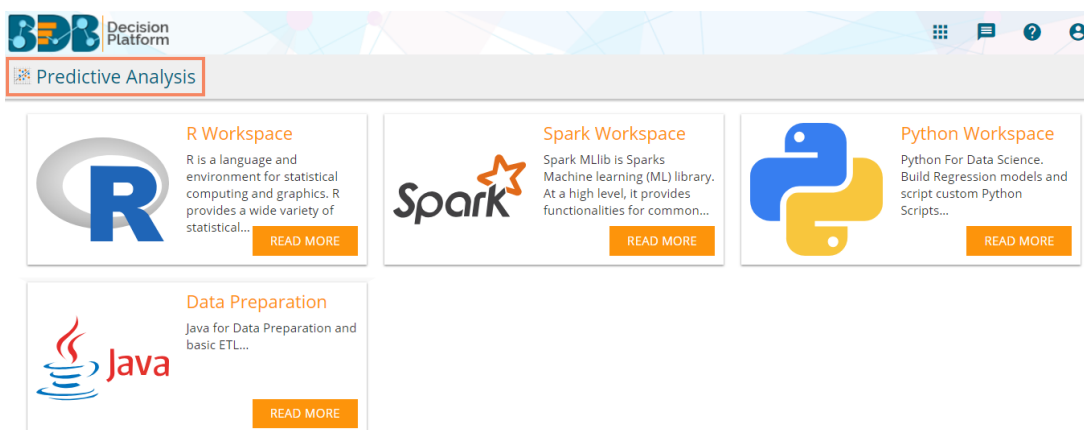 BDB Decision
Platform
Predictive Analysis
R
R Workspace
R is a language and
environment for statistical
computing and graphics. R
provides a wide variety of
statistical...
READ MORE
Spark
Spark Workspace
Spark MLlib is Sparks
Machine learning (ML) library.
At a high level, it provides
functionalities for common...
READ MORE
Python Workspace
Python For Data Science.
Build Regression models and
script custom Python
Scripts...
READ MORE
Java
Data Preparation
Java for Data Preparation and
basic ETL...
READ MORE